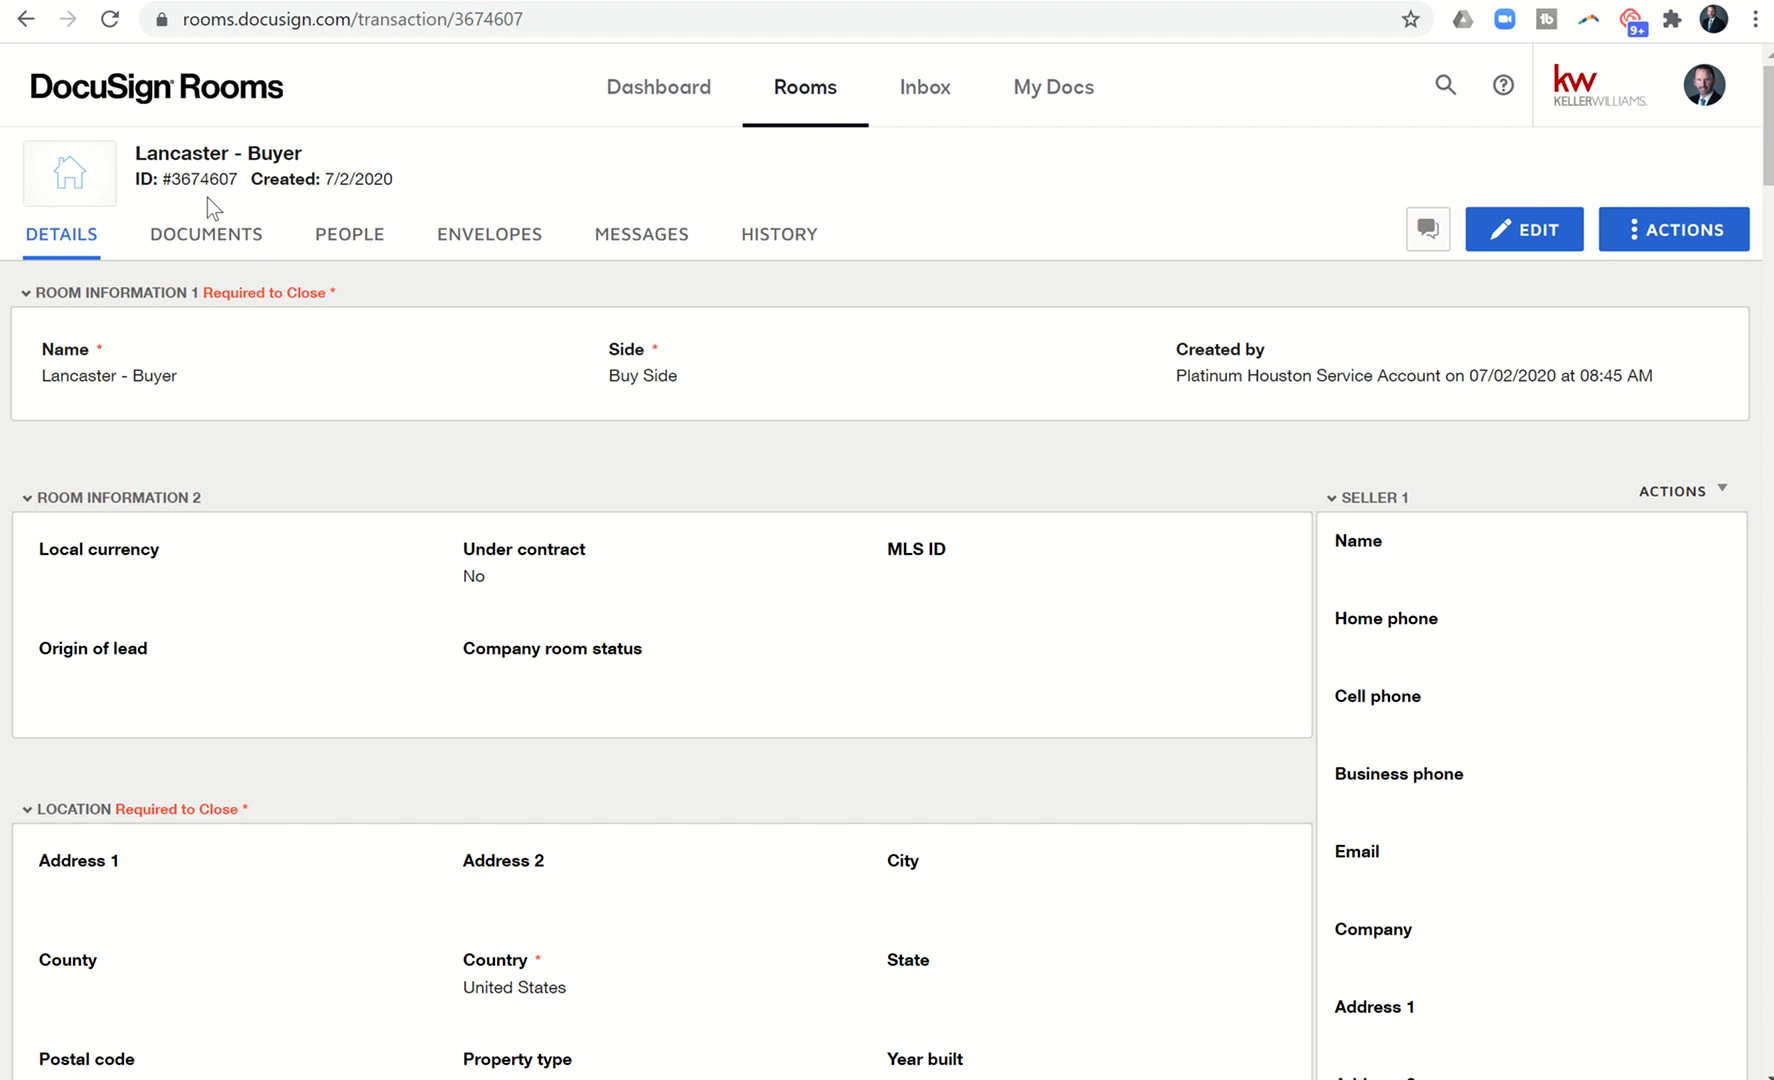 rooms.docusign.com/transaction/3674607
tb
9+
DocuSign Rooms
Dashboard
Rooms
Inbox
My Docs
kw
KELLERWILLIAMS.
Lancaster - Buyer
ID: #3674607 Created: 7/2/2020
DETAILS
DOCUMENTS
PEOPLE
ENVELOPES
MESSAGES
HISTORY
EDIT
ACTIONS
ROOM INFORMATION 1 Required to Close *
Name *
Lancaster - Buyer
Side *
Buy Side
Created by
Platinum Houston Service Account on 07/02/2020 at 08:45 AM
ROOM INFORMATION 2
Local currency
Under contract
No
MLS ID
Origin of lead
Company room status
LOCATION Required to Close *
Address 1
Address 2
City
County
Country *
United States
State
Postal code
Property type
Year built
SELLER 1
ACTIONS
Name
Home phone
Cell phone
Business phone
Email
Company
Address 1